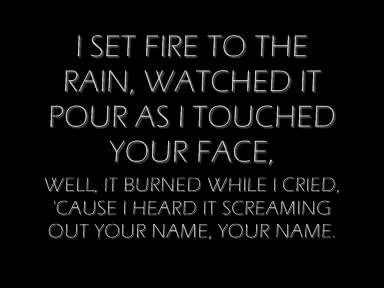 I SET FIRE TO THE
RAIN, WATCHED IT
POUR AS I TOUCHED
YOUR FACE,
WELL, IT BURNED WHILE I CRIED,
'CAUSE I HEARD IT SCREAMING
OUT YOUR NAME, YOUR NAME.